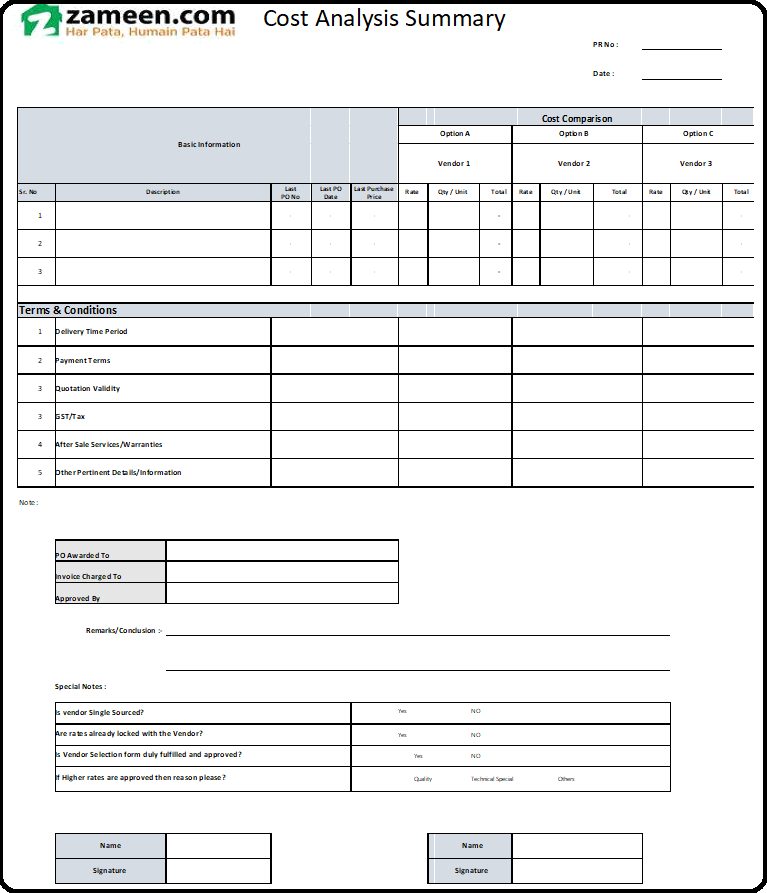 zameen.com
Har Pata, Humain Pata Hai
Cost Analysis Summary
PR No :
Date :
Basic Information
Cost Comparison
Option A Option B Option C
Vendor 1 Vendor 2 Vendor 3
Sr. No Description Last PO No Last PO Date Last Purchase Price Rate Qty / Unit Total Rate Qty / Unit Total Rate Qty / Unit Total
1 - - - - - -
2 - - - - - -
3 - - - - - -
Terms & Conditions
1 Delivery Time Period
2 Payment Terms
3 Quotation Validity
3 GST/Tax
4 After Sale Services/Warranties
5 Other Pertinent Details/Information
Note :
PO Awarded To
Invoice Charged To
Approved By
Remarks/Conclusion :-
Special Notes :
Is vendor Single Sourced? Yes NO
Are rates already locked with the Vendor? Yes NO
Is Vendor Selection form duly fulfilled and approved? Yes NO
If Higher rates are approved then reason please? Quality Technical Special Others
Name Name
Signature Signature